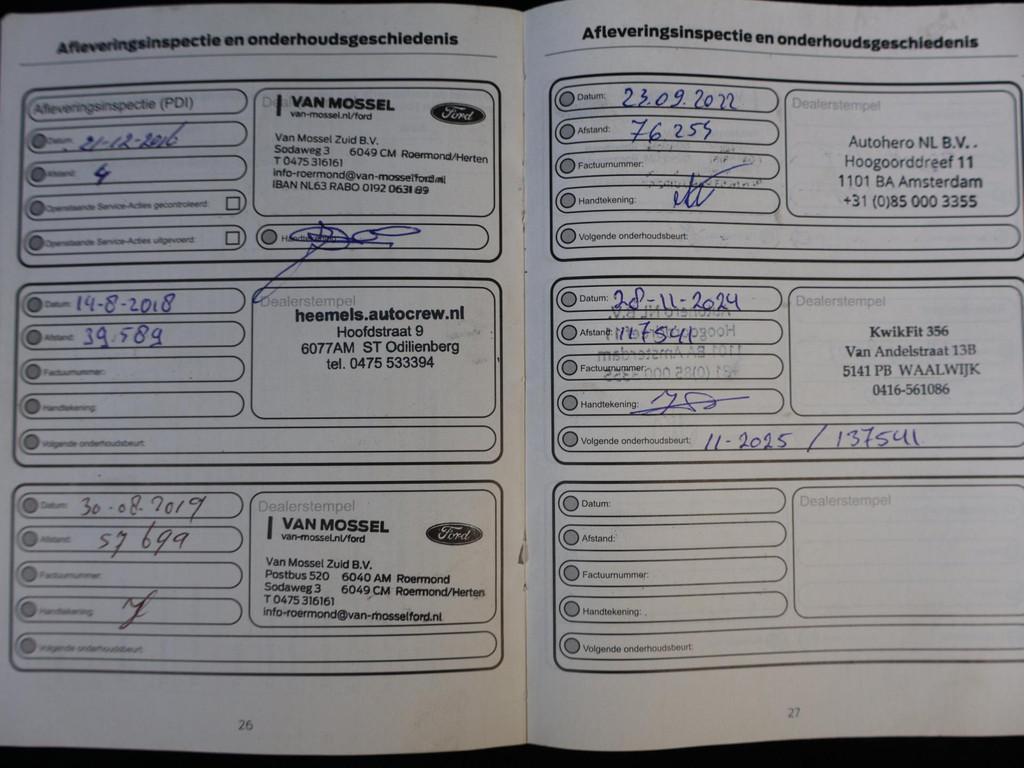 Afleveringsinspectie en onderhoudsgeschiedenis
Afleveringsinspectie (PDI)
Datum: 21-12-2016
Afstand: 4
Openstaande Service-Acties gecontroleerd:
Openstaande Service-Acties uitgevoerd:
VAN MOSSEL
van-mossel.nl/ford
Ford
Van Mossel Zuid B.V.
Sodaweg 3 6049 CM Roermond/Herten
T 0475 316161
info-roermond@van-mosselford.nl
IBAN NL63 RABO 0192 0631 89
Handtekening:
Datum: 14-8-2018
Afstand: 39.589
Factuurnummer:
Handtekening:
Volgende onderhoudsbeurt:
Dealerstempel
heemels.autocrew.nl
Hoofdstraat 9
6077AM ST Odilienberg
tel. 0475 533394
Datum: 30-08-2019
Afstand: 57 699
Factuurnummer:
Handtekening:
Volgende onderhoudsbeurt:
Dealerstempel
VAN MOSSEL
van-mossel.nl/ford
Ford
Van Mossel Zuid B.V.
Postbus 520 6040 AM Roermond
Sodaweg 3 6049 CM Roermond/Herten
T 0475 316161
info-roermond@van-mosselford.nl
26
Afleveringsinspectie en onderhoudsgeschiedenis
Datum: 23.09.2022
Afstand: 76 255
Factuurnummer:
Handtekening:
Volgende onderhoudsbeurt:
Dealerstempel
Autohero NL B.V.
Hoogoorddreef 11
1101 BA Amsterdam
+31 (0)85 000 3355
Datum: 28-11-2024
Afstand: 117541
Factuurnummer:
Handtekening:
Volgende onderhoudsbeurt: 11-2025 / 137541
Dealerstempel
KwikFit 356
Van Andelstraat 13B
5141 PB WAALWIJK
0416-561086
Datum:
Afstand:
Factuurnummer:
Handtekening:
Volgende onderhoudsbeurt:
Dealerstempel
27